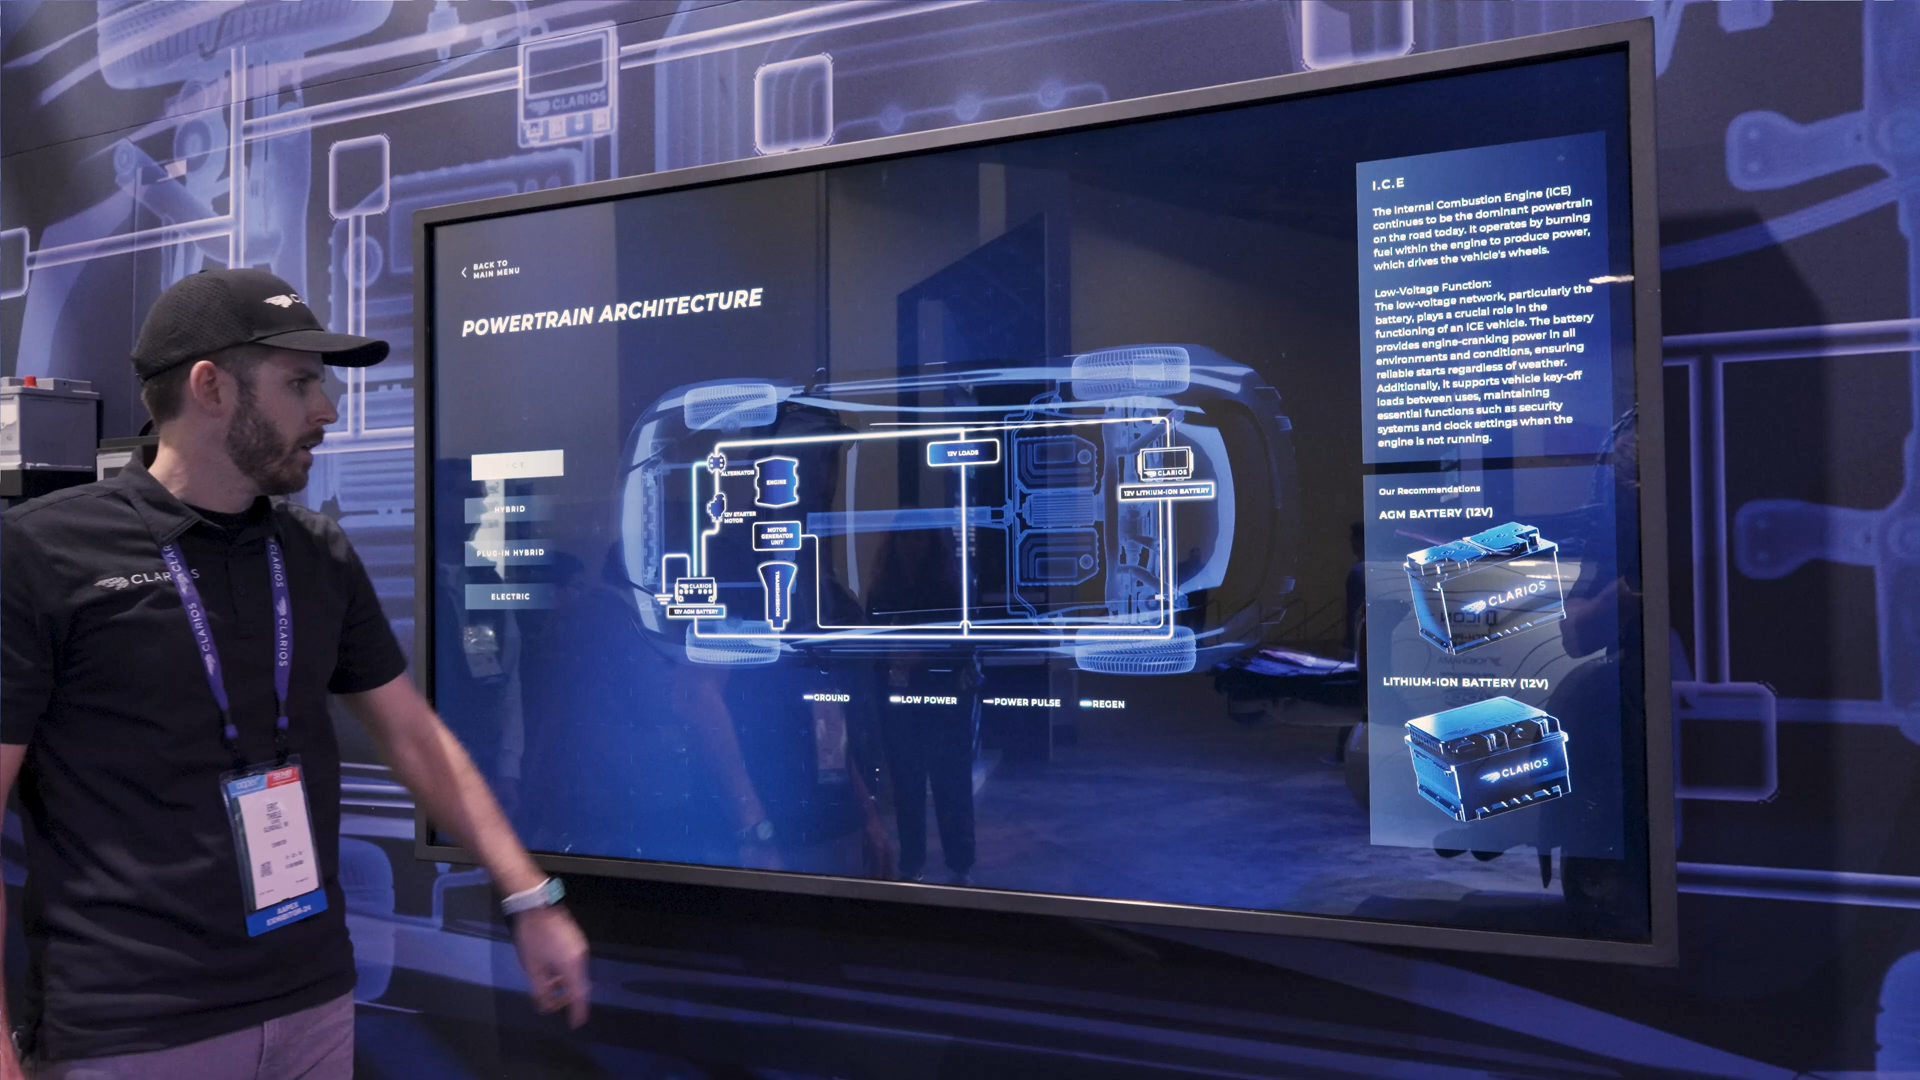 CLARIOS
BACK TO
MAIN MENU
POWERTRAIN ARCHITECTURE
HYBRID
PLUG-IN HYBRID
ELECTRIC
ALTERNATOR
ENGINE
12V STARTER
MOTOR
MOTOR
GENERATOR
UNIT
TRANSMISSION
CLARIOS
12V AGM BATTERY
12V LOADS
CLARIOS
12V LITHIUM-ION BATTERY
GROUND
LOW POWER
POWER PULSE
REGEN
I.C.E
The Internal Combustion Engine (ICE)
continues to be the dominant powertrain
on the road today. It operates by burning
fuel within the engine to produce power,
which drives the vehicle's wheels.
Low-Voltage Function:
The low-voltage network, particularly the
battery, plays a crucial role in the
functioning of an ICE vehicle. The battery
provides engine-cranking power in all
environments and conditions, ensuring
reliable starts regardless of weather.
Additionally, it supports vehicle key-off
loads between uses, maintaining
essential functions such as security
systems and clock settings when the
engine is not running.
Our Recommendations
AGM BATTERY (12V)
CLARIOS
LITHIUM-ION BATTERY (12V)
CLARIOS
CLARIOS
CLARIOS
CLARIOS
ERIC
AAPEX
EXHIBITOR